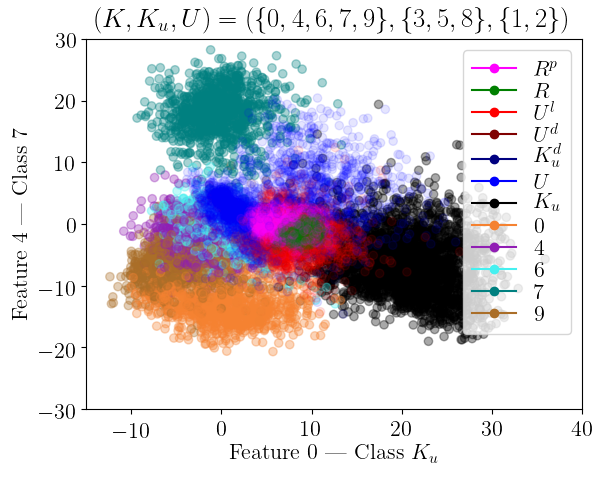 (K, K_u, U) = ({0, 4, 6, 7, 9}, {3, 5, 8}, {1, 2})
30
20
10
0
−10
−20
−30
Feature 4 — Class 7
−10 0 10 20 30 40
Feature 0 — Class K_u
R^p
R
U^l
U^d
K_u^d
U
K_u
0
4
6
7
9